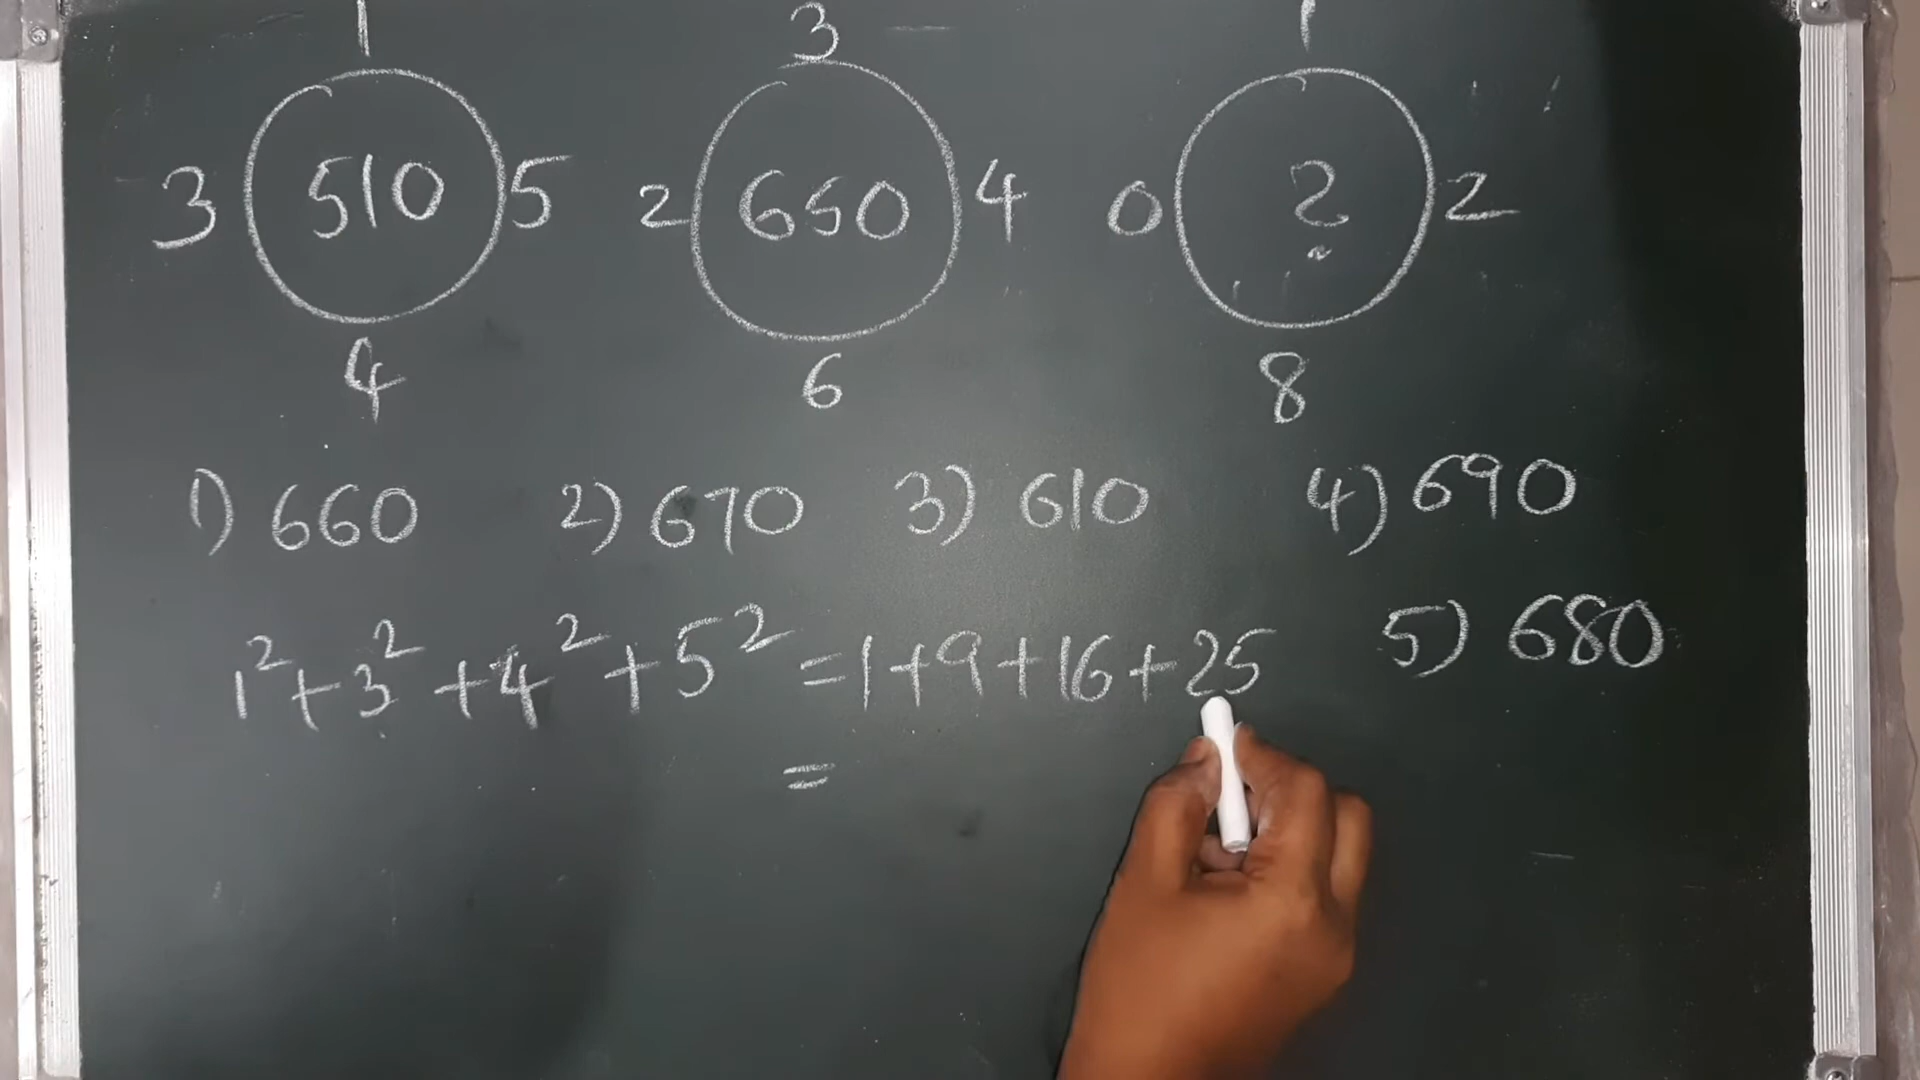 1 3 1
3 510 5 2 650 4 0 ? 2
4 6 8
1) 660 2) 670 3) 610 4) 690
1² + 3² + 4² + 5² = 1 + 9 + 16 + 25 5) 680
=